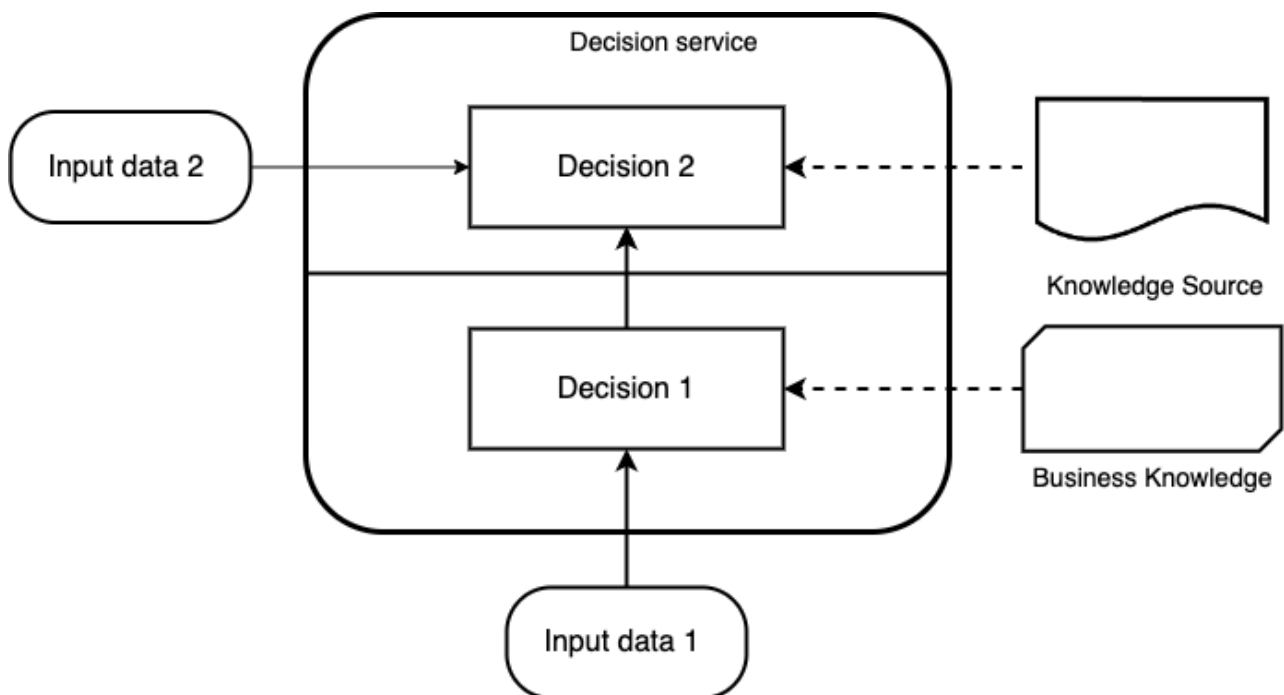 Decision service
Input data 2
Decision 2
Knowledge Source
Decision 1
Business Knowledge
Input data 1